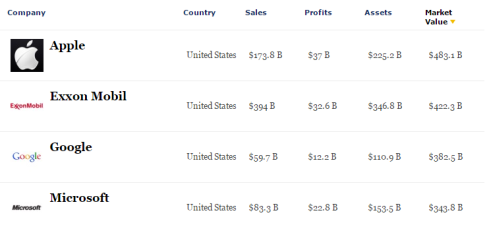 Company Country Sales Profits Assets Market Value
Apple
United States $173.8 B $37 B $225.2 B $483.1 B
ExxonMobil
Exxon Mobil
United States $394 B $32.6 B $346.8 B $422.3 B
Google
Google
United States $59.7 B $12.2 B $110.9 B $382.5 B
Microsoft
Microsoft
United States $83.3 B $22.8 B $153.5 B $343.8 B